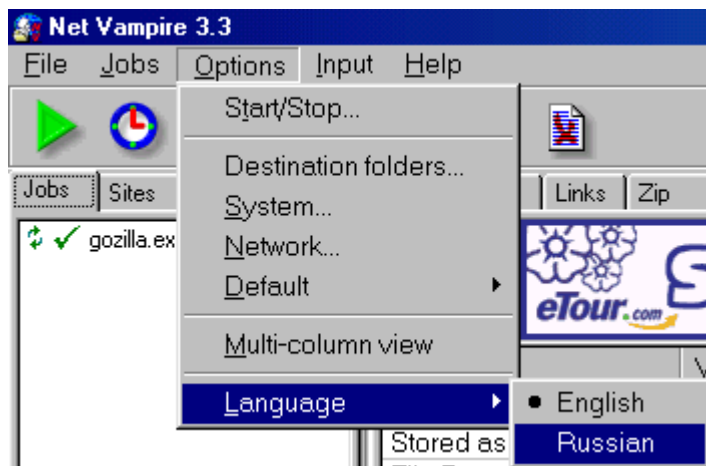 Net Vampire 3.3
File Jobs Options Input Help
Start/Stop...
Destination folders...
Jobs Sites Links Zip
System...
gozilla.ex
Network...
Default
eTour.com S
Multi-column view
Language
English
Stored as
Russian